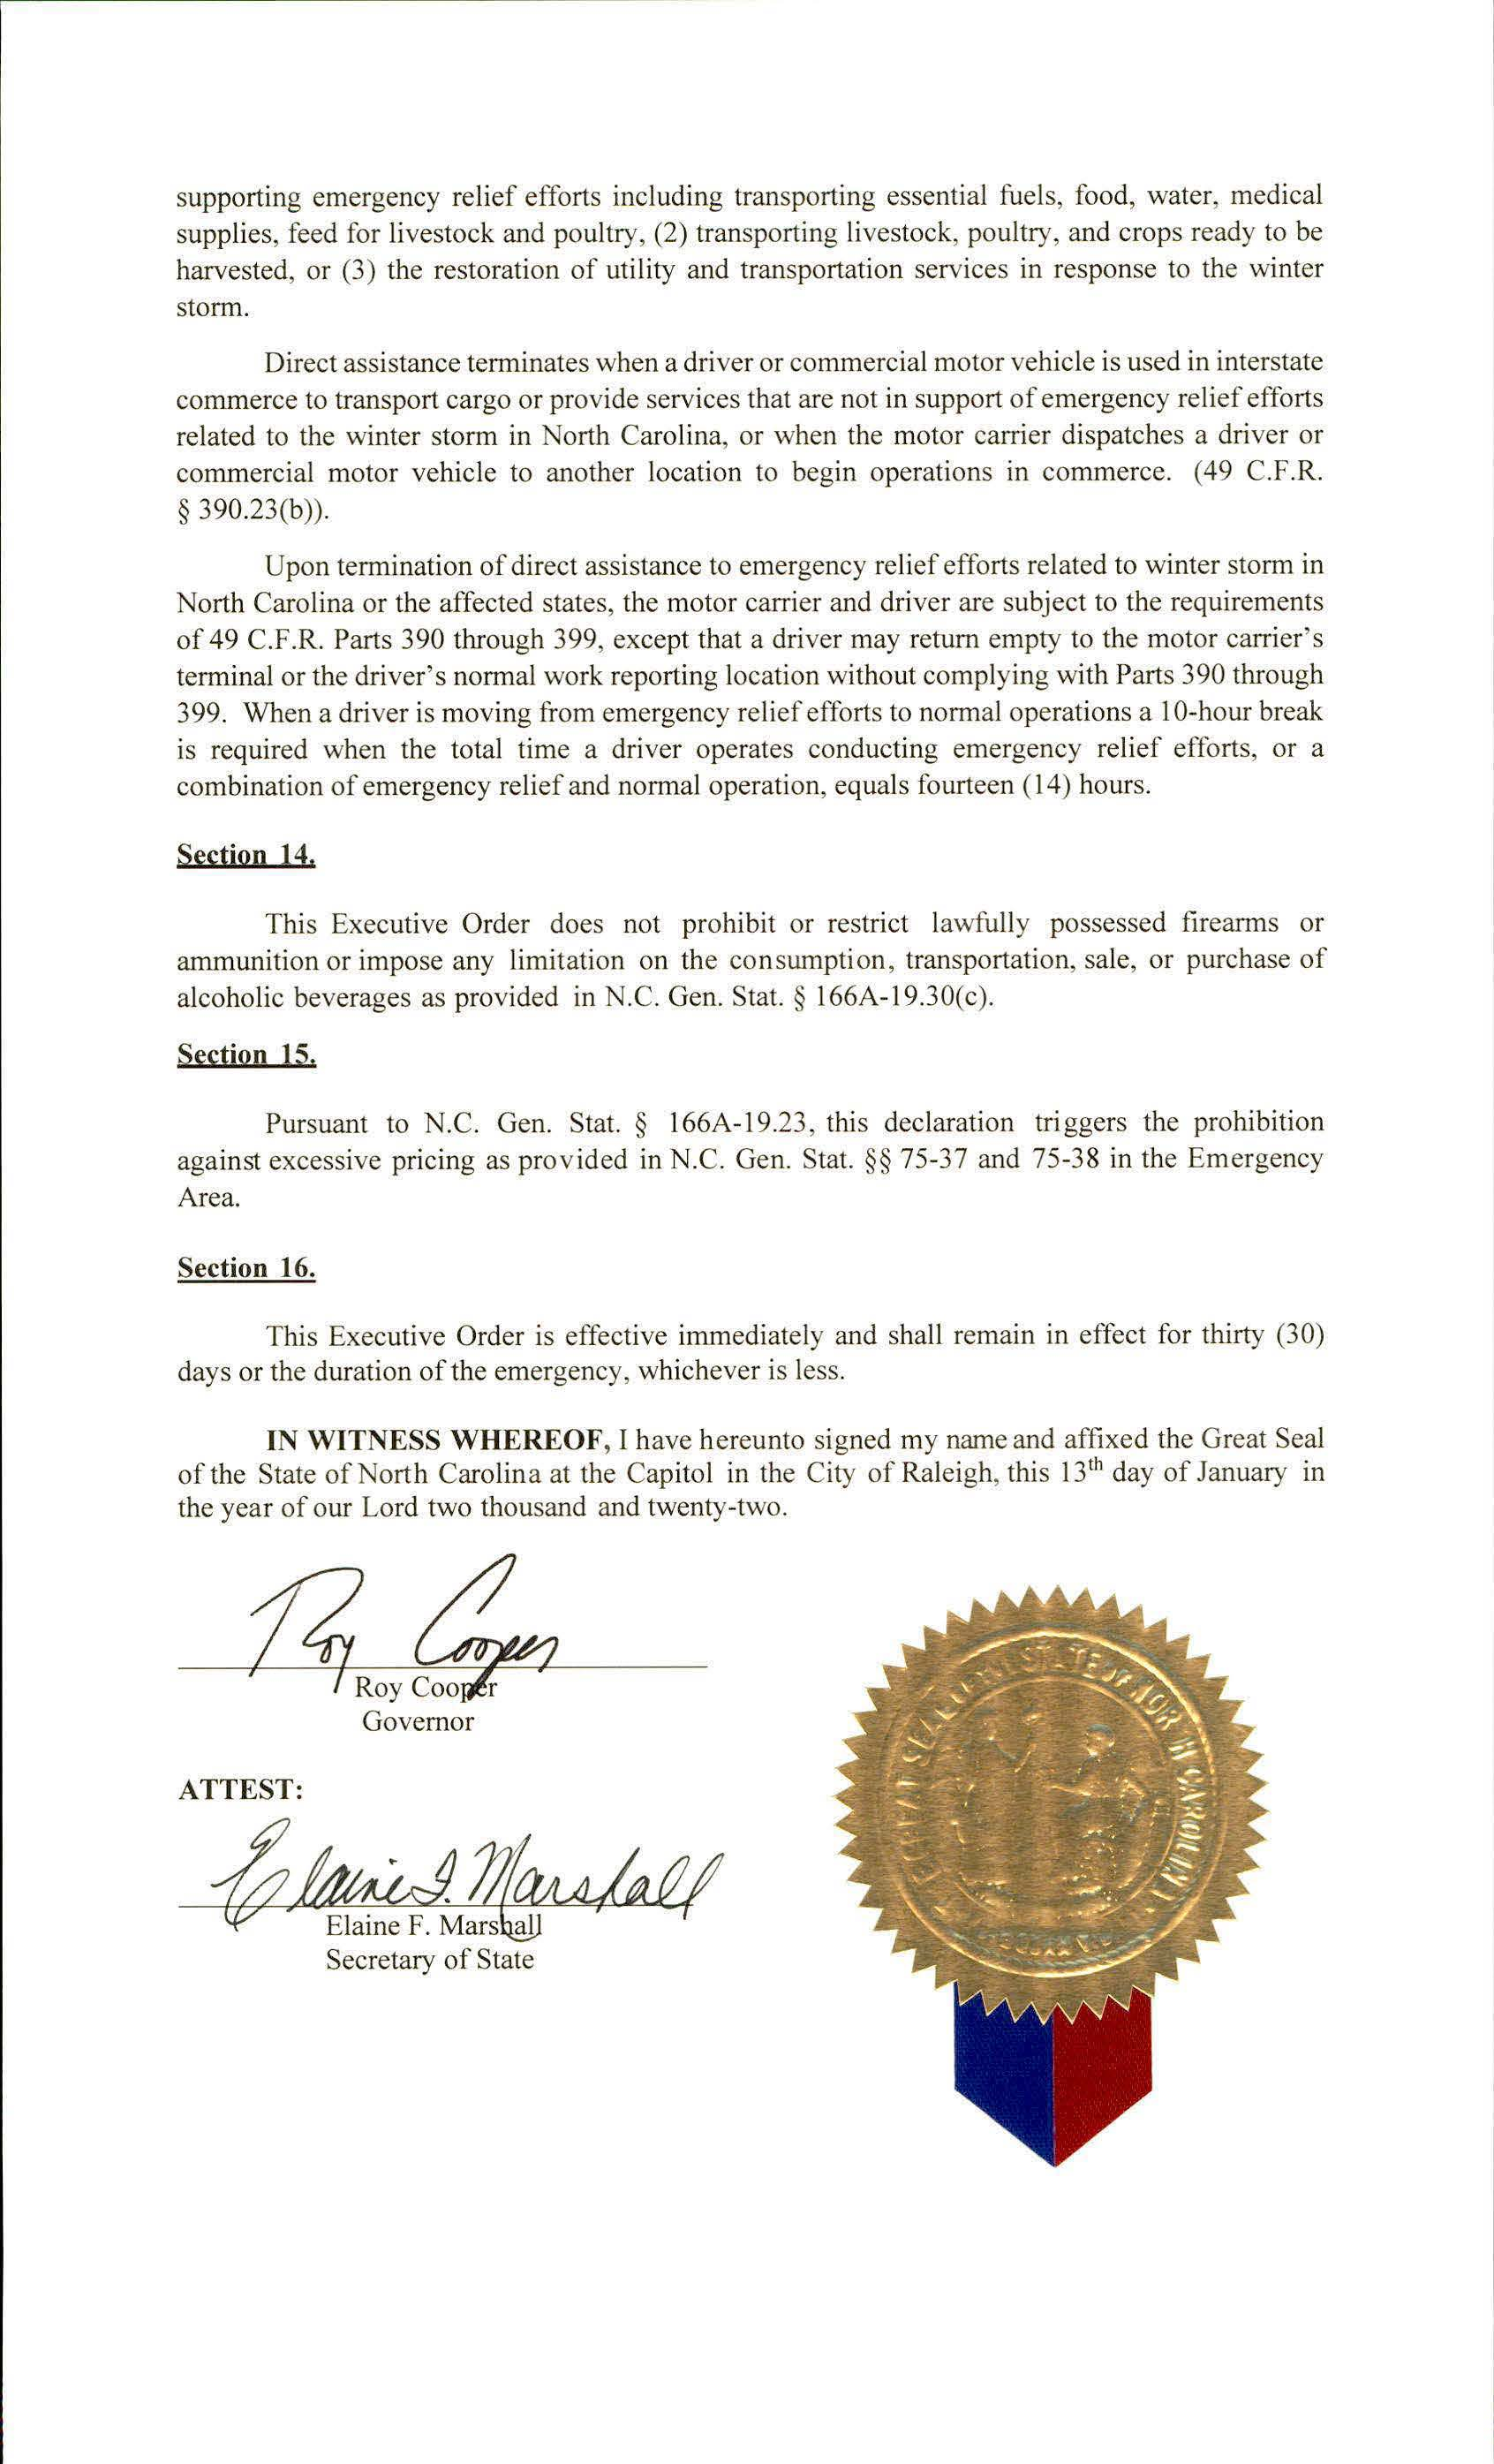 supporting emergency relief efforts including transporting essential fuels, food, water, medical
supplies, feed for livestock and poultry, (2) transporting livestock, poultry, and crops ready to be
harvested, or (3) the restoration of utility and transportation services in response to the winter
storm.
Direct assistance terminates when a driver or commercial motor vehicle is used in interstate
commerce to transport cargo or provide services that are not in support of emergency relief efforts
related to the winter storm in North Carolina, or when the motor carrier dispatches a driver or
commercial motor vehicle to another location to begin operations in commerce. (49 C.F.R.
§ 390.23(b)).
Upon termination of direct assistance to emergency relief efforts related to winter storm in
North Carolina or the affected states, the motor carrier and driver are subject to the requirements
of 49 C.F.R. Parts 390 through 399, except that a driver may return empty to the motor carrier's
terminal or the driver's normal work reporting location without complying with Parts 390 through
399. When a driver is moving from emergency relief efforts to normal operations a 10-hour break
is required when the total time a driver operates conducting emergency relief efforts, or a
combination of emergency relief and normal operation, equals fourteen (14) hours.
Section 14.
This Executive Order does not prohibit or restrict lawfully possessed firearms or
ammunition or impose any limitation on the consumption, transportation, sale, or purchase of
alcoholic beverages as provided in N.C. Gen. Stat. § 166A-19.30(c).
Section 15.
Pursuant to N.C. Gen. Stat. § 166A-19.23, this declaration triggers the prohibition
against excessive pricing as provided in N.C. Gen. Stat. §§ 75-37 and 75-38 in the Emergency
Area.
Section 16.
This Executive Order is effective immediately and shall remain in effect for thirty (30)
days or the duration of the emergency, whichever is less.
IN WITNESS WHEREOF, I have hereunto signed my name and affixed the Great Seal
of the State of North Carolina at the Capitol in the City of Raleigh, this 13th day of January in
the year of our Lord two thousand and twenty-two.
Roy Cooper
Roy Cooper
Governor
ATTEST:
Elaine F. Marshall
Elaine F. Marshall
Secretary of State